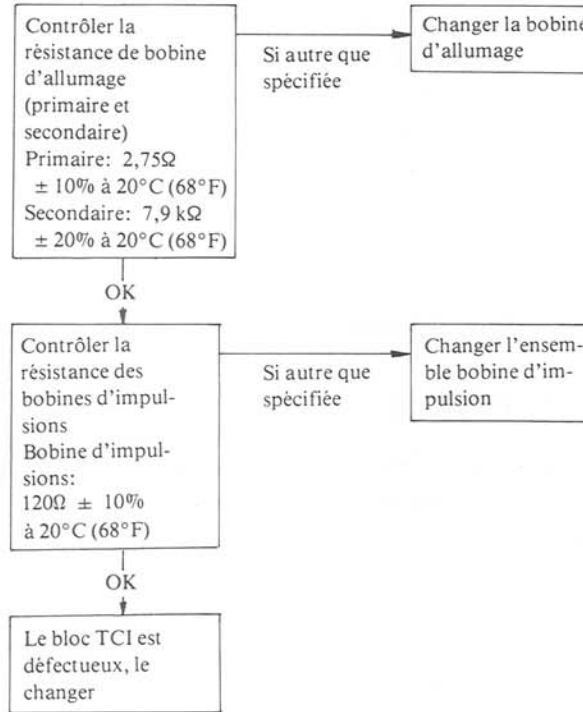 Contrôler la
résistance de bobine
d'allumage
(primaire et
secondaire)
Primaire: 2,75Ω
± 10% à 20°C (68°F)
Secondaire: 7,9 kΩ
± 20% à 20°C (68°F)
Si autre que
spécifiée
Changer la bobine
d'allumage
OK
Contrôler la
résistance des
bobines d'impul-
sions
Bobine d'impul-
sions:
120Ω ± 10%
à 20°C (68°F)
Si autre que
spécifiée
Changer l'ensem-
ble bobine d'im-
pulsion
OK
Le bloc TCI est
défectueux, le
changer